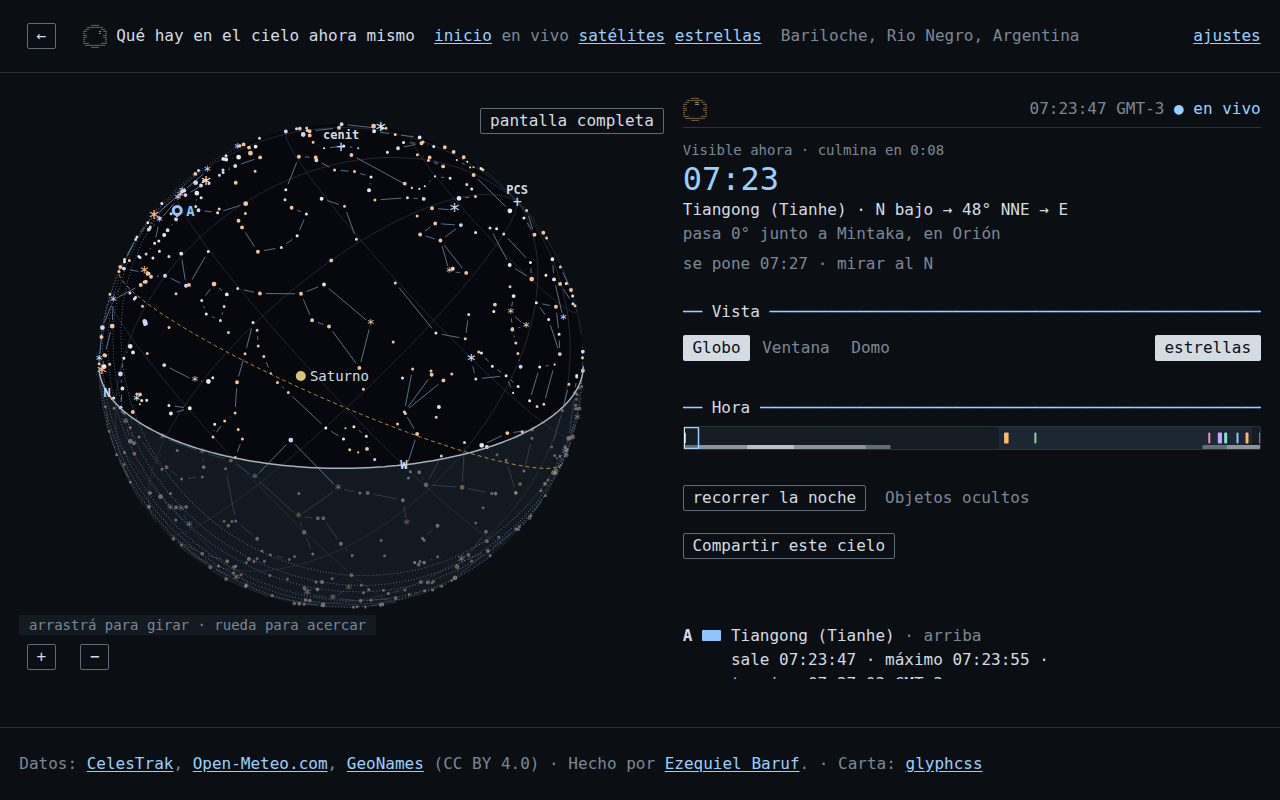 ← Qué hay en el cielo ahora mismo inicio en vivo satélites estrellas Bariloche, Rio Negro, Argentina ajustes
pantalla completa
cenit
PCS
A
Saturno
N
W
arrastrá para girar · rueda para acercar
+ −
07:23:47 GMT-3 ● en vivo
Visible ahora · culmina en 0:08
07:23
Tiangong (Tianhe) · N bajo → 48° NNE → E
pasa 0° junto a Mintaka, en Orión
se pone 07:27 · mirar al N
Vista
Globo Ventana Domo estrellas
Hora
recorrer la noche Objetos ocultos
Compartir este cielo
A Tiangong (Tianhe) · arriba
sale 07:23:47 · máximo 07:23:55 ·
Datos: CelesTrak, Open-Meteo.com, GeoNames (CC BY 4.0) · Hecho por Ezequiel Baruf. · Carta: glyphcss